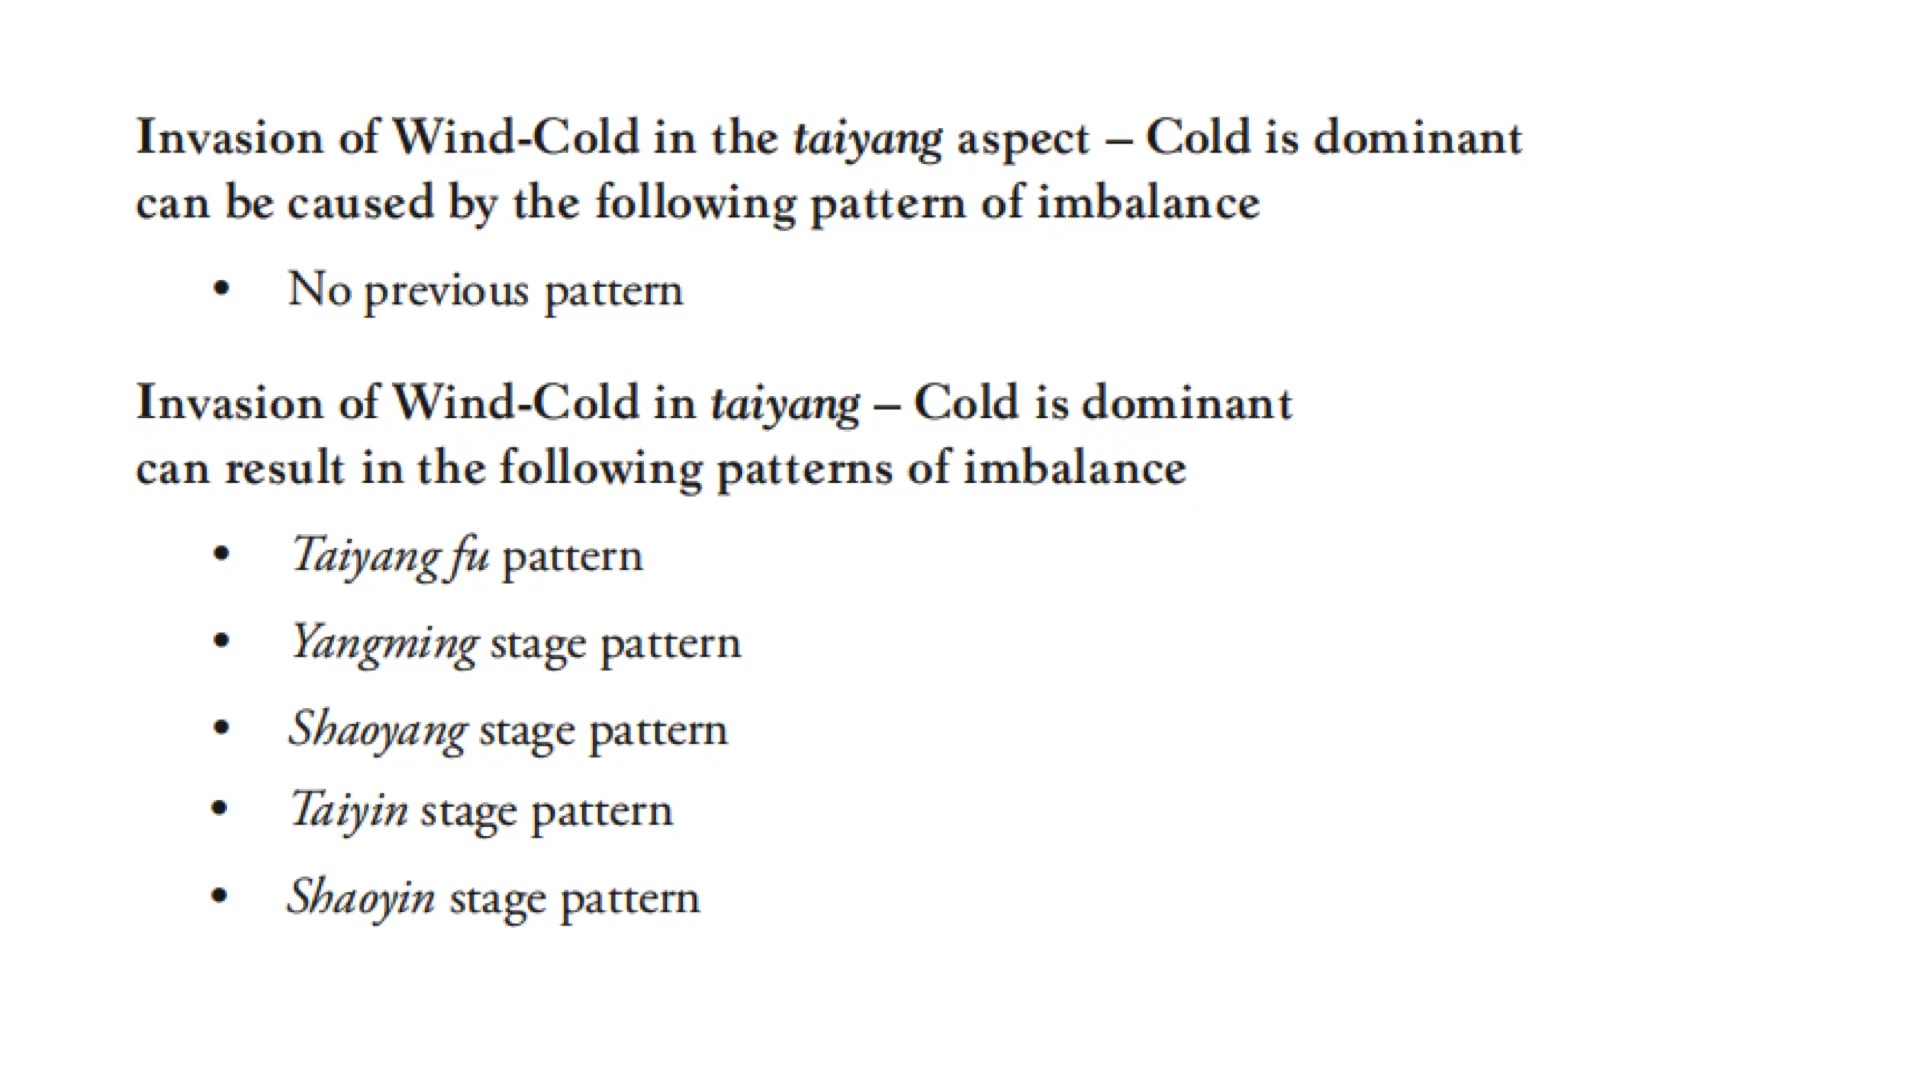 Invasion of Wind-Cold in the taiyang aspect – Cold is dominant
can be caused by the following pattern of imbalance
• No previous pattern
Invasion of Wind-Cold in taiyang – Cold is dominant
can result in the following patterns of imbalance
• Taiyang fu pattern
• Yangming stage pattern
• Shaoyang stage pattern
• Taiyin stage pattern
• Shaoyin stage pattern